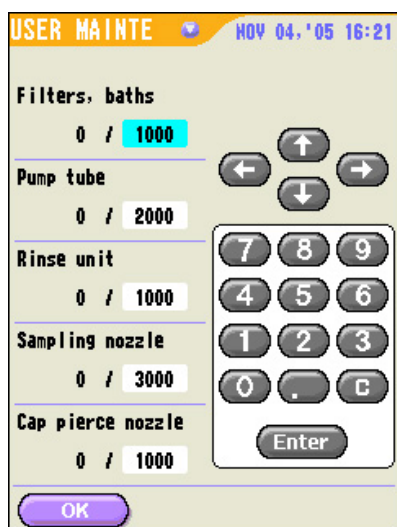 USER MAINTE NOV 04,'05 16:21
Filters, baths
0 / 1000
Pump tube
0 / 2000
Rinse unit
0 / 1000
Sampling nozzle
0 / 3000
Cap pierce nozzle
0 / 1000
7 8 9
4 5 6
1 2 3
0 . C
Enter
OK